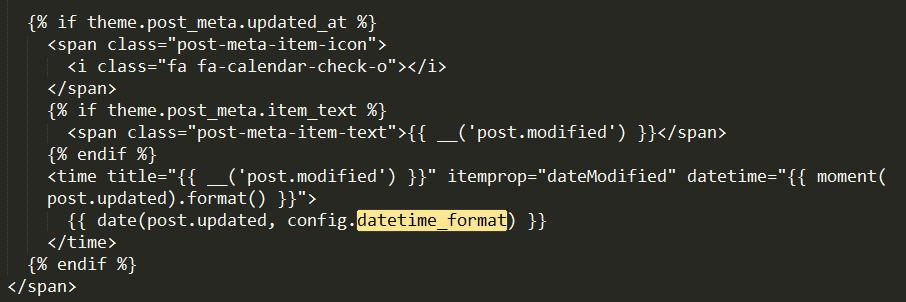 {% if theme.post_meta.updated_at %}
<span class="post-meta-item-icon">
<i class="fa fa-calendar-check-o"></i>
</span>
{% if theme.post_meta.item_text %}
<span class="post-meta-item-text">{{ __('post.modified') }}</span>
{% endif %}
<time title="{{ __('post.modified') }}" itemprop="dateModified" datetime="{{ moment(
post.updated).format() }}">
{{ date(post.updated, config.datetime_format) }}
</time>
{% endif %}
</span>